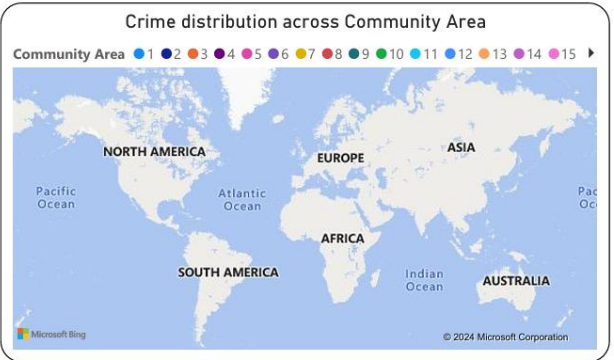 Crime distribution across Community Area
Community Area 1 2 3 4 5 6 7 8 9 10 11 12 13 14 15
NORTH AMERICA
EUROPE
ASIA
Pacific
Ocean
Atlantic
Ocean
Pac
Oc
AFRICA
SOUTH AMERICA
Indian
Ocean
AUSTRALIA
Microsoft Bing
© 2024 Microsoft Corporation